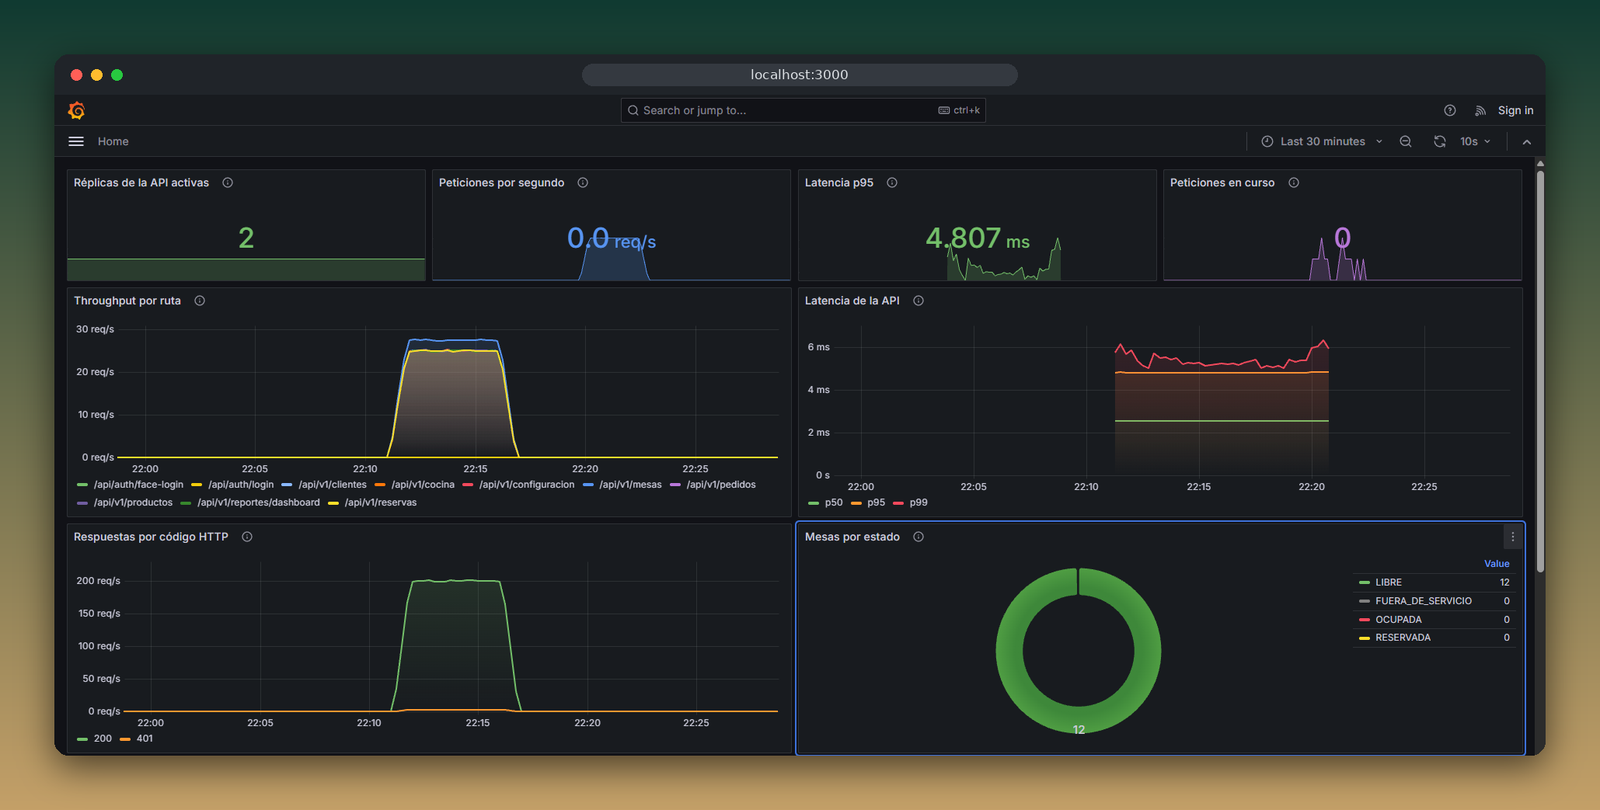 localhost:3000
Search or jump to... ctrl+k
Sign in
Home
Last 30 minutes
10s
Réplicas de la API activas
2
Peticiones por segundo
0.0 req/s
Latencia p95
4.807 ms
Peticiones en curso
0
Throughput por ruta
30 req/s
20 req/s
10 req/s
0 req/s
22:00 22:05 22:10 22:15 22:20 22:25
/api/auth/face-login /api/auth/login /api/v1/clientes /api/v1/cocina /api/v1/configuracion /api/v1/mesas /api/v1/pedidos
/api/v1/productos /api/v1/reportes/dashboard /api/v1/reservas
Latencia de la API
6 ms
4 ms
2 ms
0 s
22:00 22:05 22:10 22:15 22:20 22:25
p50 p95 p99
Respuestas por código HTTP
200 req/s
150 req/s
100 req/s
50 req/s
0 req/s
22:00 22:05 22:10 22:15 22:20 22:25
200 401
Mesas por estado
Value
LIBRE 12
FUERA_DE_SERVICIO 0
OCUPADA 0
RESERVADA 0
12